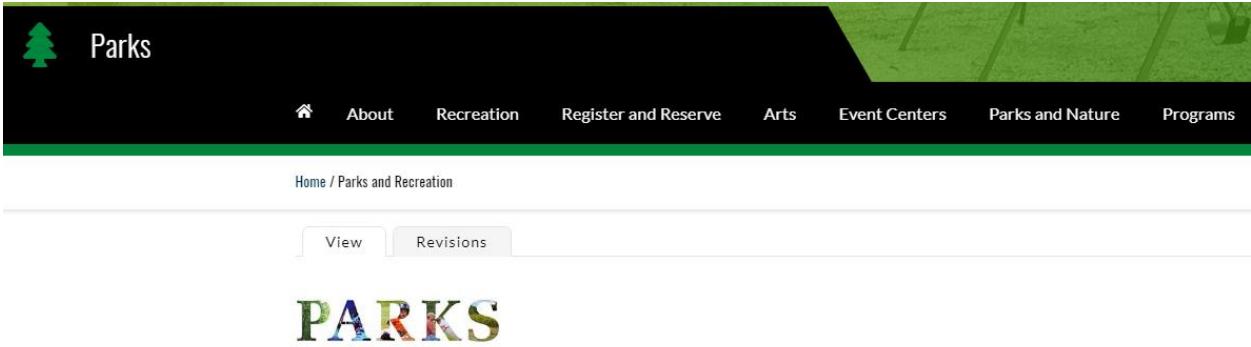 Parks
About Recreation Register and Reserve Arts Event Centers Parks and Nature Programs
Home / Parks and Recreation
View Revisions
PARKS